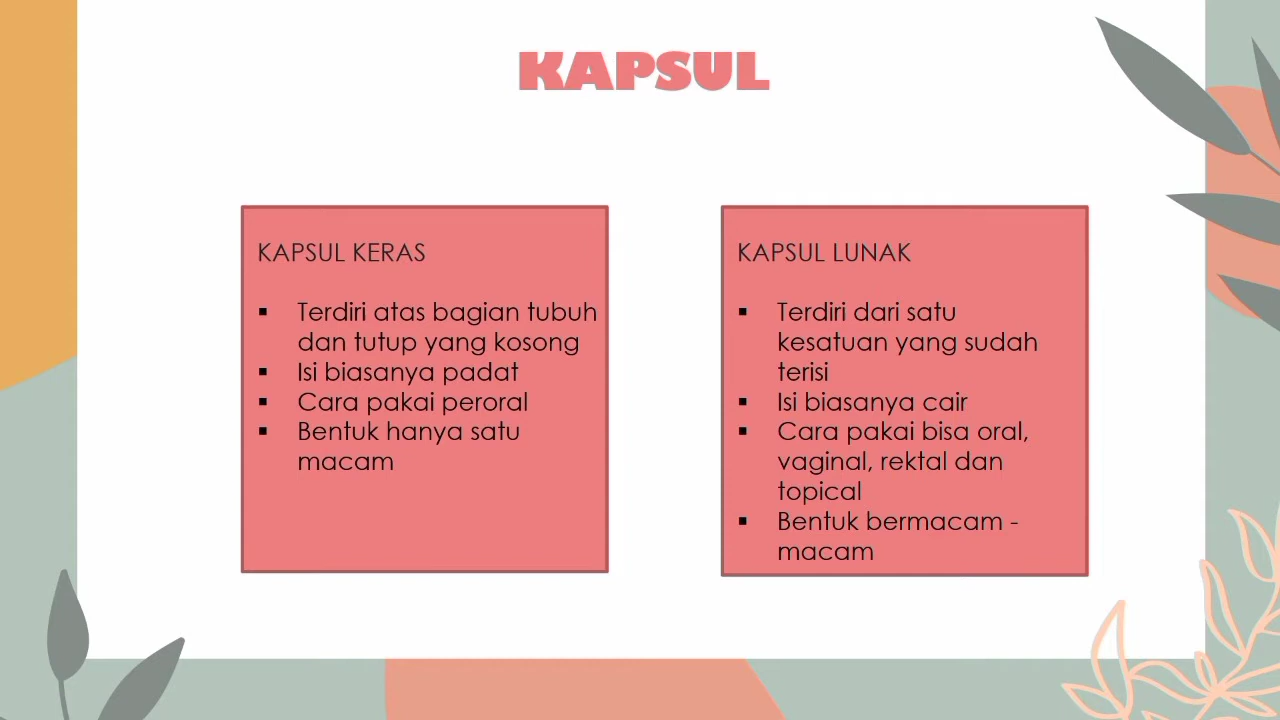 KAPSUL
KAPSUL KERAS
▪ Terdiri atas bagian tubuh
dan tutup yang kosong
▪ Isi biasanya padat
▪ Cara pakai peroral
▪ Bentuk hanya satu
macam
KAPSUL LUNAK
▪ Terdiri dari satu
kesatuan yang sudah
terisi
▪ Isi biasanya cair
▪ Cara pakai bisa oral,
vaginal, rektal dan
topical
▪ Bentuk bermacam -
macam